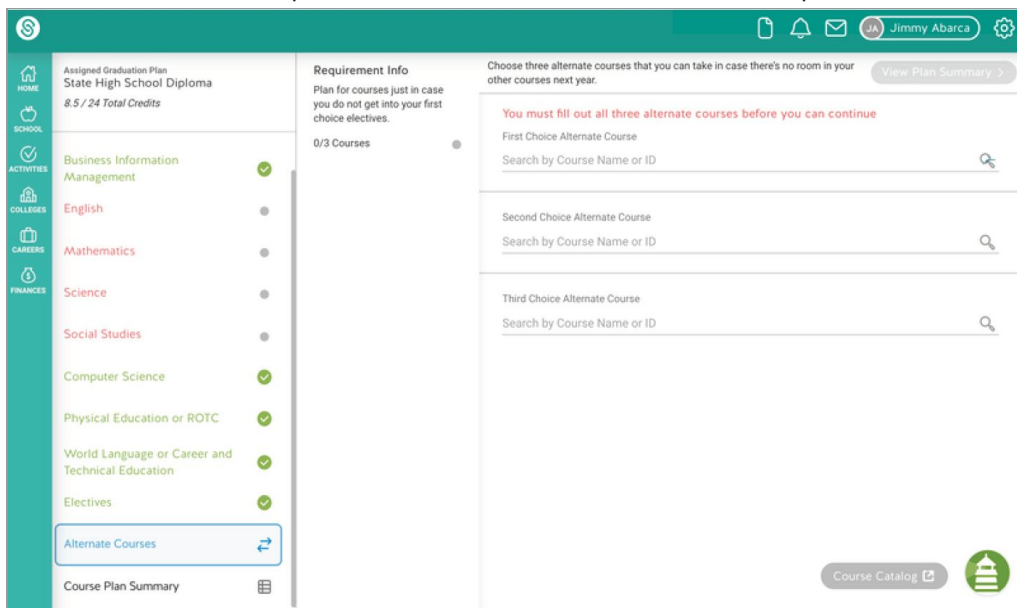 JA Jimmy Abarca
HOME
SCHOOL
ACTIVITIES
COLLEGES
CAREERS
FINANCES
Assigned Graduation Plan
State High School Diploma
8.5 / 24 Total Credits
Business Information
Management
English
Mathematics
Science
Social Studies
Computer Science
Physical Education or ROTC
World Language or Career and
Technical Education
Electives
Alternate Courses
Course Plan Summary
Requirement Info
Plan for courses just in case
you do not get into your first
choice electives.
0/3 Courses
Choose three alternate courses that you can take in case there's no room in your
other courses next year.
View Plan Summary >
You must fill out all three alternate courses before you can continue
First Choice Alternate Course
Search by Course Name or ID
Second Choice Alternate Course
Search by Course Name or ID
Third Choice Alternate Course
Search by Course Name or ID
Course Catalog